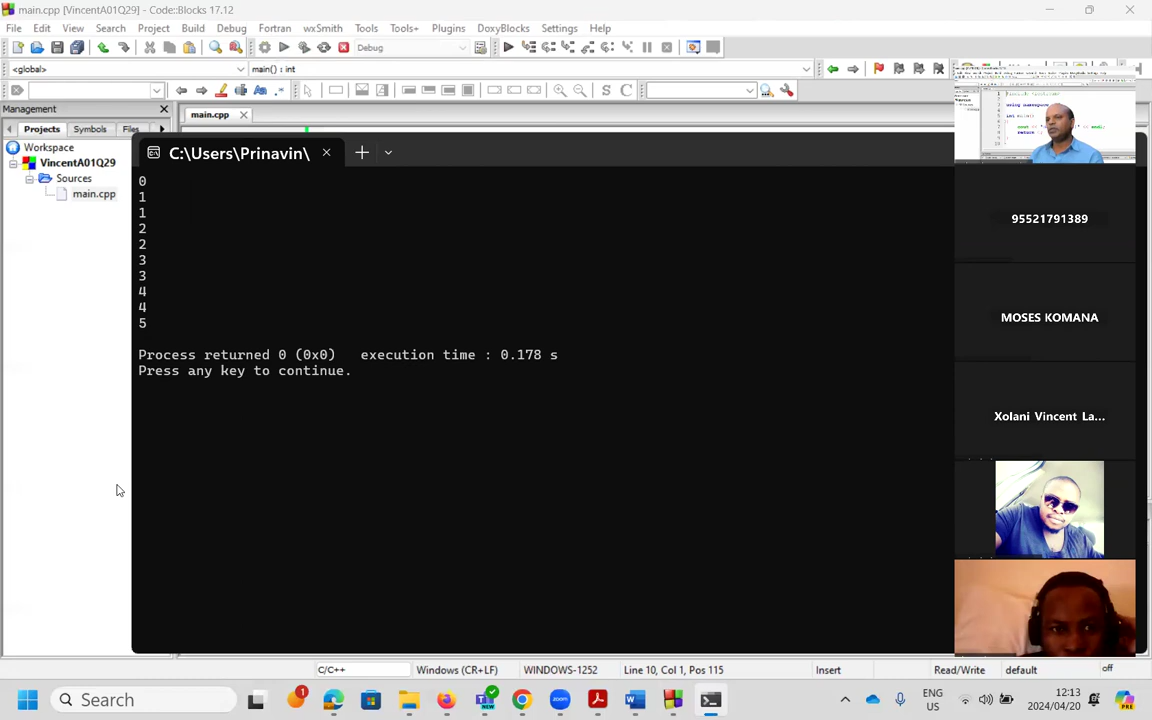 main.cpp [VincentA01Q29] - Code::Blocks 17.12
File Edit View Search Project Build Debug Fortran wxSmith Tools Tools+ Plugins DoxyBlocks Settings Help
Debug
<global> main() : int
S C
Management
main.cpp
Projects Symbols Files
Workspace
VincentA01Q29
Sources
main.cpp
C:\Users\Prinavin\
0
1
1
2
2
3
3
4
4
5
Process returned 0 (0x0) execution time : 0.178 s
Press any key to continue.
95521791389
MOSES KOMANA
Xolani Vincent La...
C/C++ Windows (CR+LF) WINDOWS-1252 Line 10, Col 1, Pos 115 Insert Read/Write default off
Search
1
zoom
ENG
US
12:13
2024/04/20
PRE